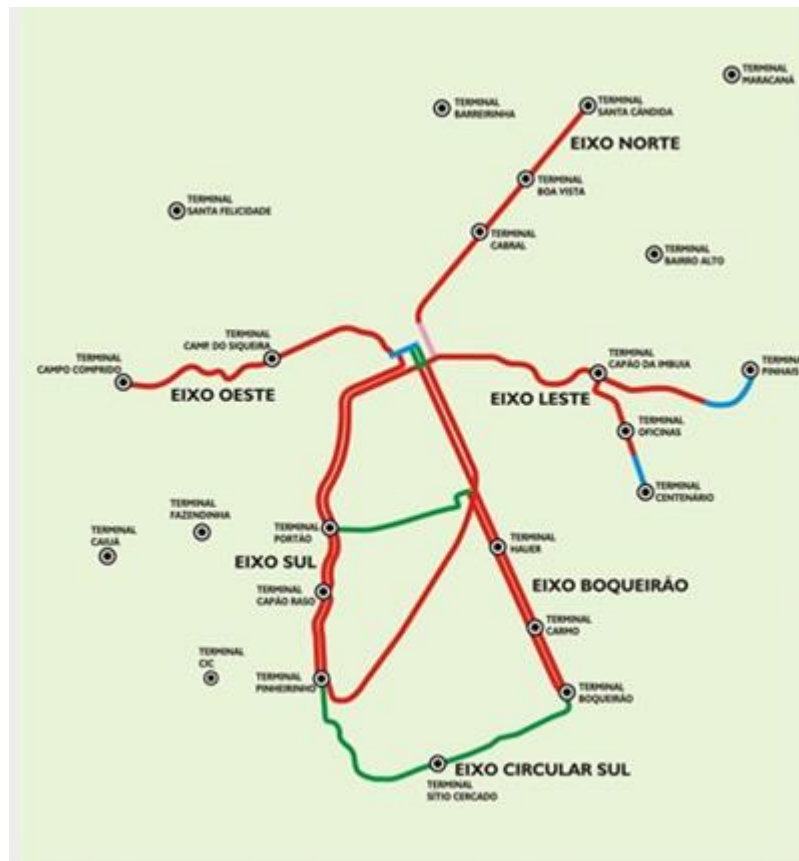 TERMINAL
MARACANÁ
TERMINAL
BARREIRINHA
TERMINAL
SANTA CÂNDIDA
EIXO NORTE
TERMINAL
BOA VISTA
TERMINAL
SANTA FELICIDADE
TERMINAL
CABRAL
TERMINAL
BAIRRO ALTO
TERMINAL
CAMP. DO SIQUEIRA
TERMINAL
CAMPO COMPRIDO
EIXO OESTE
TERMINAL
CAPÃO DA IMBUIA
TERMINA
PINHAIS
EIXO LESTE
TERMINAL
OFICINAS
TERMINAL
CENTENÁRIO
TERMINAL
FAZENDINHA
TERMINAL
PORTÃO
TERMINAL
CAIUÁ
TERMINAL
HAUER
EIXO SUL
TERMINAL
CAPÃO RASO
EIXO BOQUEIRÃO
TERMINAL
CARMO
TERMINAL
CIC
TERMINAL
PINHEIRINHO
TERMINAL
BOQUEIRÃO
EIXO CIRCULAR SUL
TERMINAL
SÍTIO CERCADO